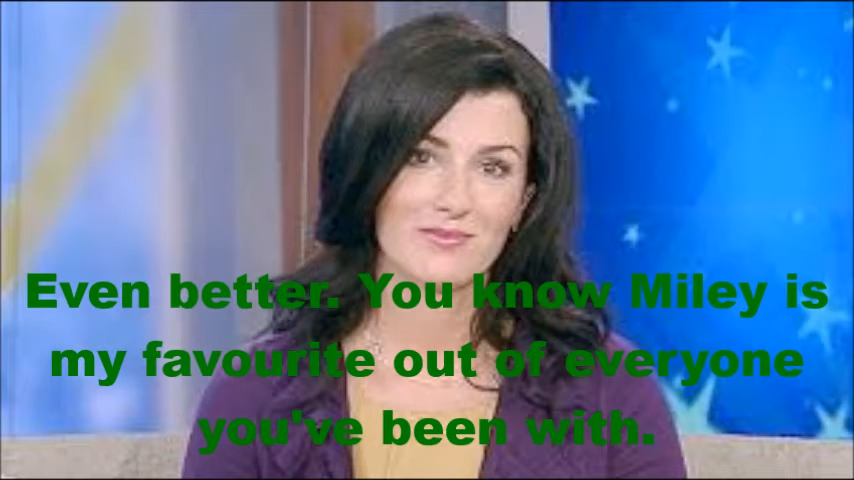 Even better. You know Miley is
my favourite out of everyone
you've been with.